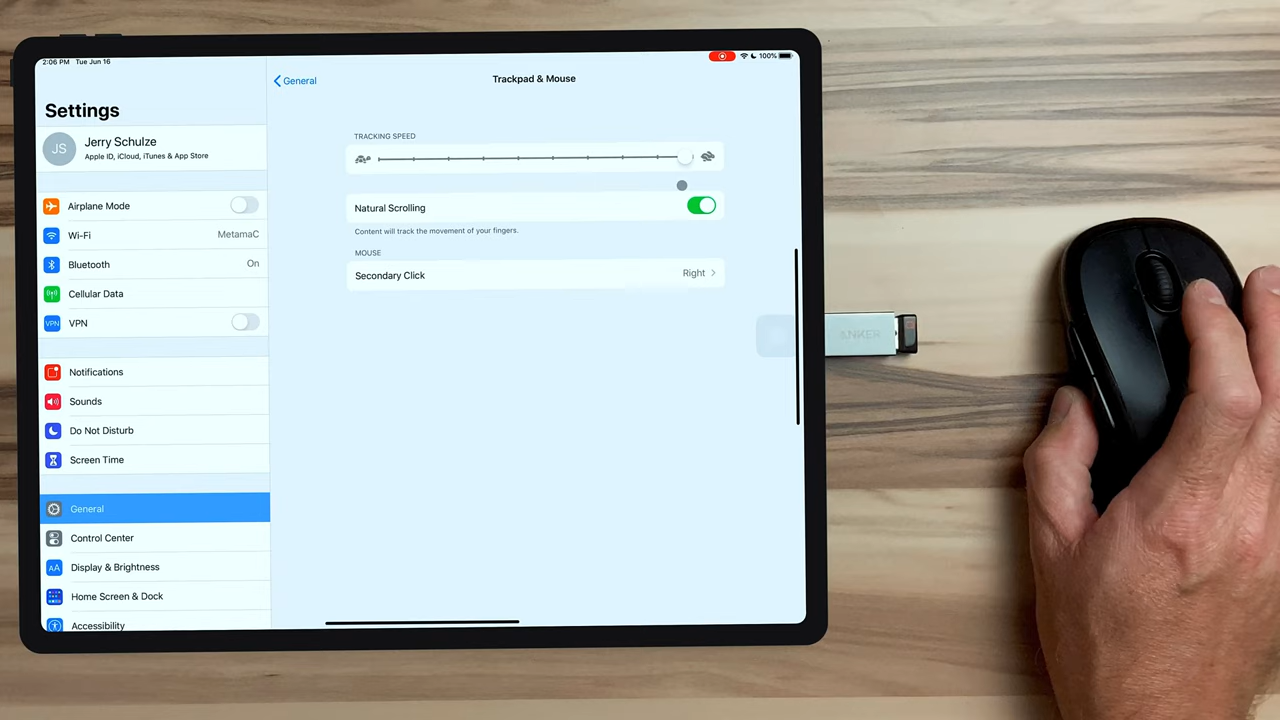 2:06 PM Tue Jun 16
100%
Settings
JS
Jerry Schulze
Apple ID, iCloud, iTunes & App Store
Airplane Mode
Wi-Fi MetamaC
Bluetooth On
Cellular Data
VPN VPN
Notifications
Sounds
Do Not Disturb
Screen Time
General
Control Center
AA Display & Brightness
Home Screen & Dock
Accessibility
General
Trackpad & Mouse
TRACKING SPEED
Natural Scrolling
Content will track the movement of your fingers.
MOUSE
Secondary Click Right
ANKER